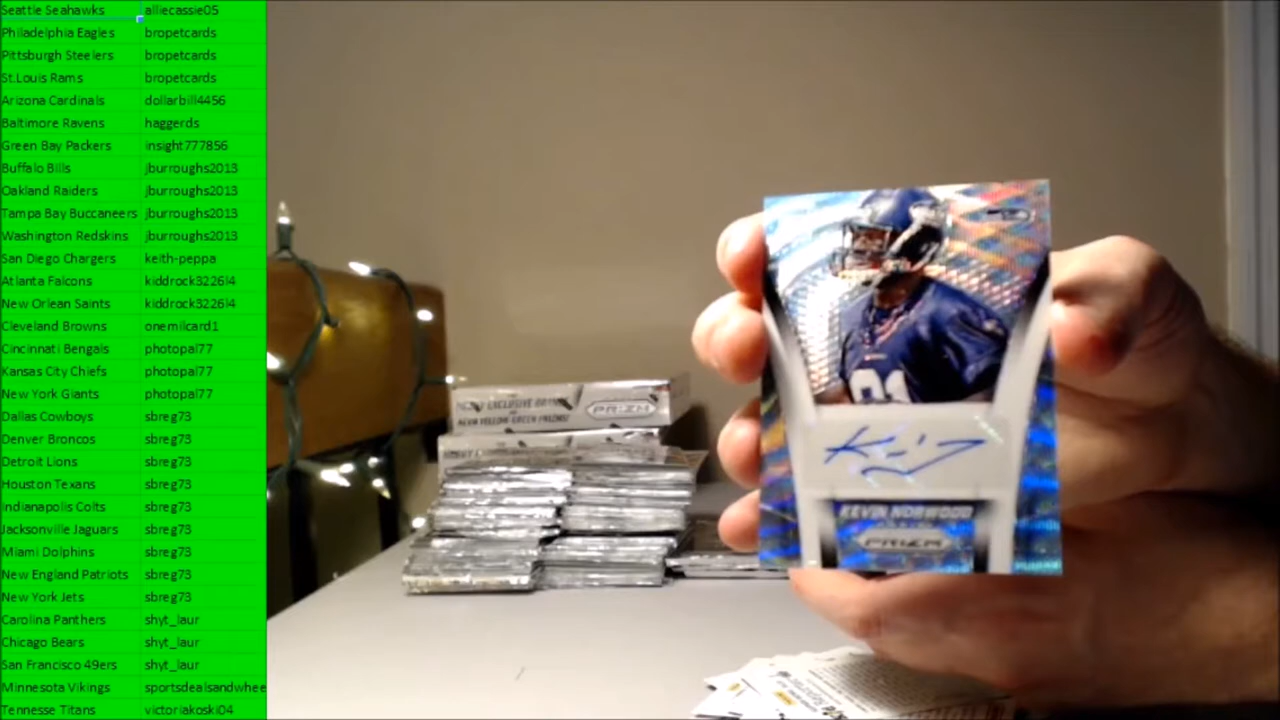 Seattle Seahawks alliecassie05
Philadelphia Eagles bropetcards
Pittsburgh Steelers bropetcards
St.Louis Rams bropetcards
Arizona Cardinals dollarbill4456
Baltimore Ravens haggerds
Green Bay Packers insight777856
Buffalo Bills jburroughs2013
Oakland Raiders jburroughs2013
Tampa Bay Buccaneers jburroughs2013
Washington Redskins jburroughs2013
San Diego Chargers keith-peppa
Atlanta Falcons kiddrock322614
New Orlean Saints kiddrock322614
Cleveland Browns onemilcard1
Cincinnati Bengals photopal77
Kansas City Chiefs photopal77
New York Giants photopal77
Dallas Cowboys sbreg73
Denver Broncos sbreg73
Detroit Lions sbreg73
Houston Texans sbreg73
Indianapolis Colts sbreg73
Jacksonville Jaguars sbreg73
Miami Dolphins sbreg73
New England Patriots sbreg73
New York Jets sbreg73
Carolina Panthers shyt_laur
Chicago Bears shyt_laur
San Francisco 49ers shyt_laur
Minnesota Vikings sportsdealsandwhee
Tennesse Titans victoriakoski04
EXCLUSIVE
PRIZM
81
KEVIN NORWOOD
PRIZM